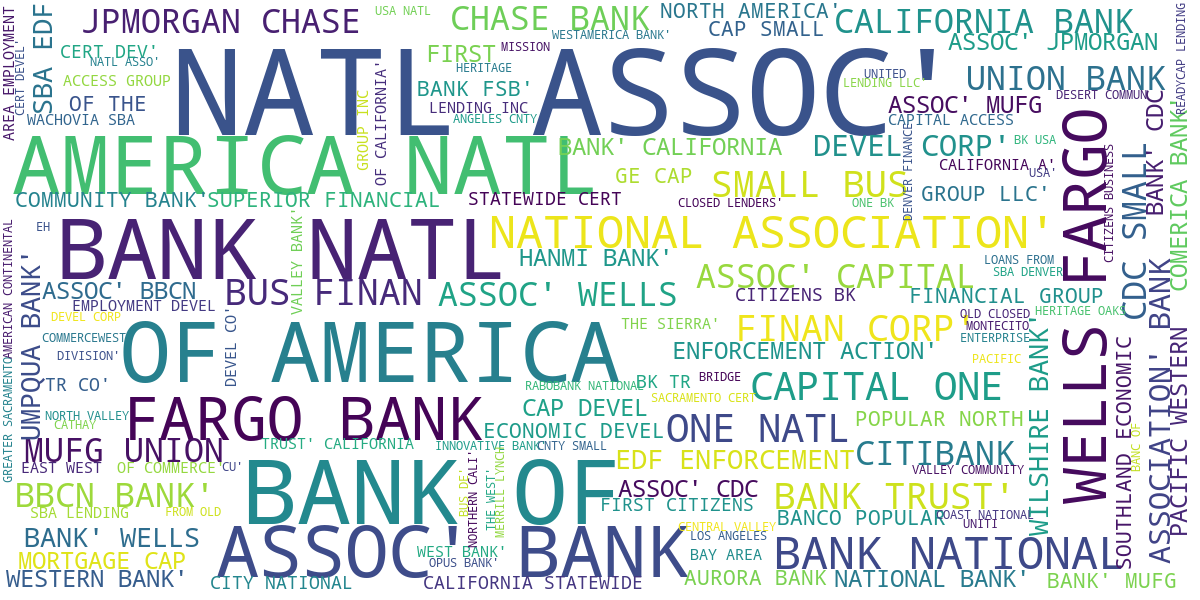 JPMORGAN CHASE
USA NATL
CHASE BANK
NORTH AMERICA'
CALIFORNIA BANK
AREA EMPLOYMENT
CERT DEVEL'
SBA EDF
CERT DEV'
NATL ASSO'
ACCESS GROUP
OF THE
WACHOVIA SBA
NATL ASSOC'
WESTAMERICA BANK'
CAP SMALL
ASSOC' JPMORGAN
FIRST
MISSION
HERITAGE
BANK FSB'
LENDING INC
ANGELES CNTY
UNITED
LENDING LLC
UNION BANK
ASSOC' MUFG
DESERT COMMUN
CAPITAL ACCESS
READYCAP LENDING
GROUP INC
OF CALIFORNIA'
AMERICA NATL
BANK' CALIFORNIA
DEVEL CORP'
BK USA
GE CAP
SMALL BUS
DENVER FINANCE
CALIFORNIA A'
USA'
GROUP LLC'
FARGO
CITIZENS BUSINESS
CDC SMALL
BANK' CDC
COMERICA BANK'
COMMUNITY BANK'
SUPERIOR FINANCIAL
STATEWIDE CERT
CLOSED LENDERS'
ONE BK
EH
AMERICAN CONTINENTAL
BANK NATL
VALLEY BANK'
NATIONAL ASSOCIATION'
HANMI BANK'
LOANS FROM
SBA DENVER
ASSOC' BBCN
BUS FINAN
ASSOC' WELLS
ASSOC' CAPITAL
CITIZENS BK
FINANCIAL GROUP
EMPLOYMENT DEVEL
DEVEL CORP
UMPQUA BANK'
COMMERCEWEST
DIVISION'
OF AMERICA
DEVEL CO'
THE SIERRA'
FINAN CORP'
OLD CLOSED
MONTECITO
ENTERPRISE
HERITAGE OAKS
ENFORCEMENT ACTION'
PACIFIC
GREATER SACRAMENTO
TR CO'
RABOBANK NATIONAL
BK TR
BRIDGE
SACRAMENTO CERT
CAPITAL ONE
WILSHIRE BANK'
WELLS
SOUTHLAND ECONOMIC
BANC OF
ASSOCIATION' BANK
PACIFIC WESTERN
NORTH VALLEY
CATHAY
FARGO BANK
CAP DEVEL
ECONOMIC DEVEL
ONE NATL
POPULAR NORTH
MUFG UNION
TRUST' CALIFORNIA
INNOVATIVE BANK'
CNTY SMALL
EDF ENFORCEMENT
CITIBANK
VALLEY COMMUNITY
EAST WEST
OF COMMERCE'
CU'
BANK OF
BUS DE'
NORTHERN CALI'
THE WEST'
MERRILL LYNCH
ASSOC' CDC
BANK TRUST'
BBCN BANK'
SBA LENDING
FROM OLD
FIRST CITIZENS
BANCO POPULAR
COAST NATIONAL
UNITI
BANK' WELLS
ASSOC' BANK
CENTRAL VALLEY
LOS ANGELES
MORTGAGE CAP
WEST BANK'
OPUS BANK'
BAY AREA
BANK NATIONAL
WESTERN BANK'
CITY NATIONAL
CALIFORNIA STATEWIDE
AURORA BANK
NATIONAL BANK'
BANK' MUFG